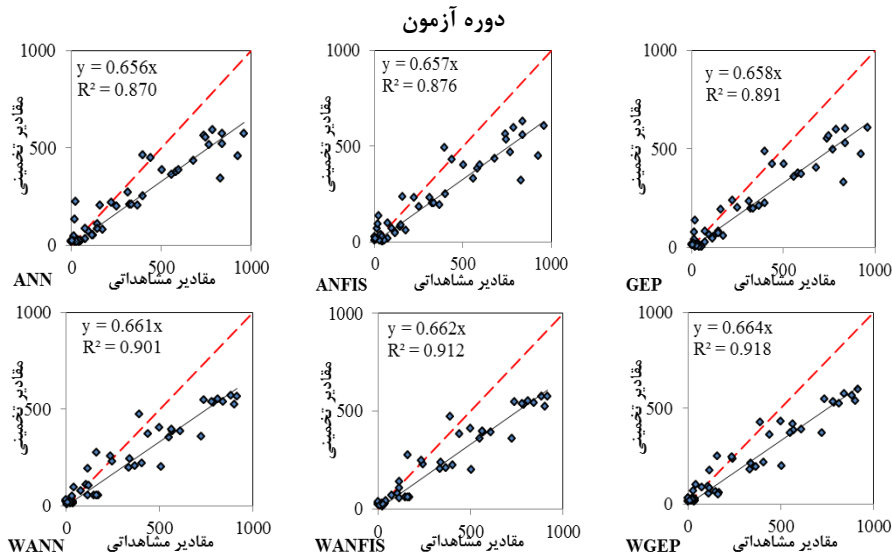 دوره آزمون
1000
y = 0.656x
R² = 0.870
500
0
0
500
1000
مقادیر تخمینی
مقادیر مشاهداتی
ANN
1000
y = 0.657x
R² = 0.876
500
0
0
500
1000
مقادیر تخمینی
مقادیر مشاهداتی
ANFIS
1000
y = 0.658x
R² = 0.891
500
0
0
500
1000
مقادیر تخمینی
مقادیر مشاهداتی
GEP
1000
y = 0.661x
R² = 0.901
500
0
0
500
1000
مقادیر تخمینی
مقادیر مشاهداتی
WANN
1000
y = 0.662x
R² = 0.912
500
0
0
500
1000
مقادیر تخمینی
مقادیر مشاهداتی
WANFIS
1000
y = 0.664x
R² = 0.918
500
0
0
500
1000
مقادیر تخمینی
مقادیر مشاهداتی
WGEP